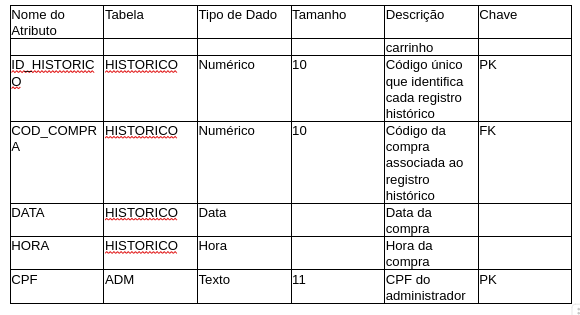 Nome do Atributo Tabela Tipo de Dado Tamanho Descrição Chave
carrinho
ID_HISTORICO HISTORICO Numérico 10 Código único PK
que identifica
cada registro
histórico
COD_COMPRA HISTORICO Numérico 10 Código da FK
compra
associada ao
registro
histórico
DATA HISTORICO Data Data da
compra
HORA HISTORICO Hora Hora da
compra
CPF ADM Texto 11 CPF do PK
administrador